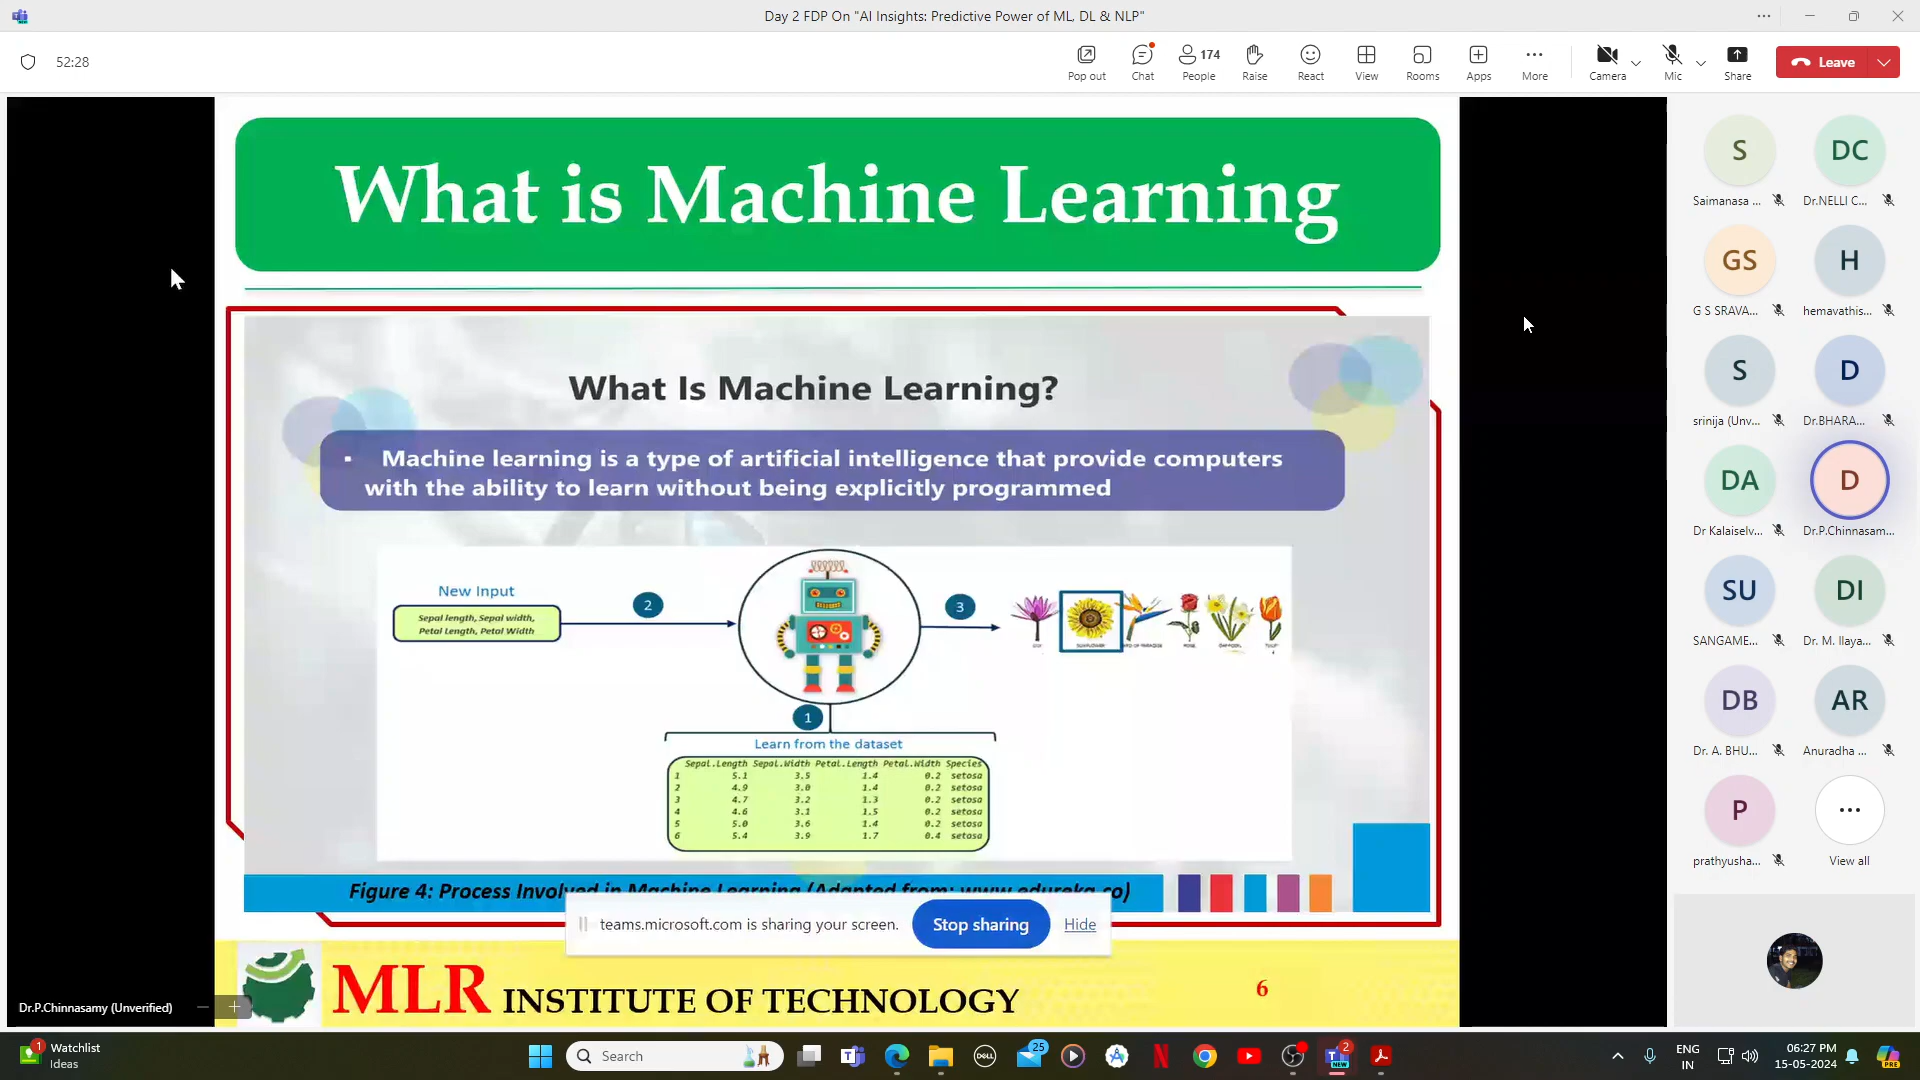 Day 2 FDP On "AI Insights: Predictive Power of ML, DL & NLP"
52:28
Pop out
Chat
174
People
Raise
React
View
Rooms
Apps
More
Camera
Mic
Share
Leave
What is Machine Learning
What Is Machine Learning?
▪ Machine learning is a type of artificial intelligence that provide computers
with the ability to learn without being explicitly programmed
New Input
Sepal length, Sepal width,
Petal Length, Petal Width
2
3
SUNFLOWER
ROSE
DAFFODIL
1
Learn from the dataset
Sepal.Length Sepal.Width Petal.Length Petal.Width Species
1 5.1 3.5 1.4 0.2 setosa
2 4.9 3.0 1.4 0.2 setosa
3 4.7 3.2 1.3 0.2 setosa
4 4.6 3.1 1.5 0.2 setosa
5 5.0 3.6 1.4 0.2 setosa
6 5.4 3.9 1.7 0.4 setosa
Figure 4: Process Involved in Machine Learning (Adapted from: www.edureka.co)
teams.microsoft.com is sharing your screen.
Stop sharing
Hide
MLR INSTITUTE OF TECHNOLOGY
6
Dr.P.Chinnasamy (Unverified)
S
Saimanasa ...
DC
Dr.NELLI C...
GS
G S SRAVA...
H
hemavathis...
S
srinija (Unv...
D
Dr.BHARA...
DA
Dr Kalaiselv...
D
Dr.P.Chinnasam...
SU
SANGAME...
DI
Dr. M. Ilaya...
DB
Dr. A. BHU...
AR
Anuradha ...
P
prathyusha...
View all
1
Watchlist
Ideas
Search
DELL
25
2
NEW
ENG
IN
06:27 PM
15-05-2024
PRE